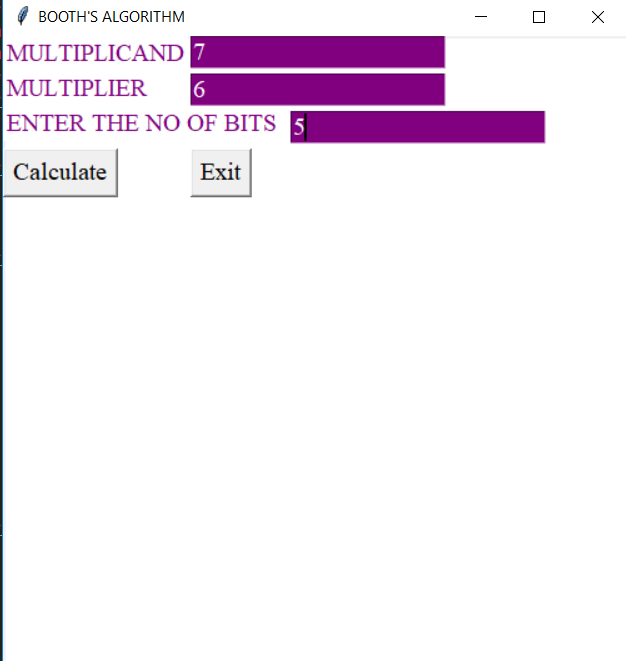 BOOTH'S ALGORITHM
MULTIPLICAND 7
MULTIPLIER 6
ENTER THE NO OF BITS 5
Calculate Exit